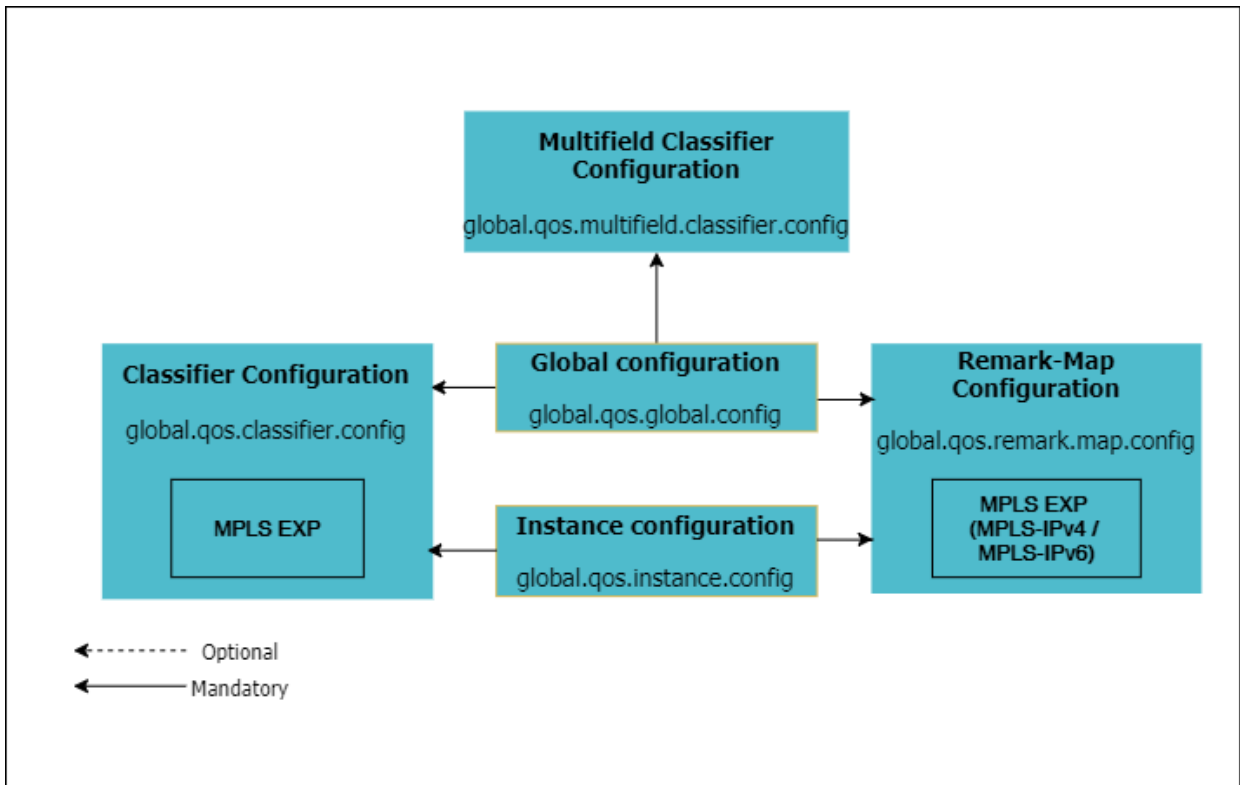 Multifield Classifier
Configuration
global.qos.multifield.classifier.config
Classifier Configuration
global.qos.classifier.config
MPLS EXP
Global configuration
global.qos.global.config
Instance configuration
global.qos.instance.config
Remark-Map
Configuration
global.qos.remark.map.config
MPLS EXP
(MPLS-IPv4 /
MPLS-IPv6)
Optional
Mandatory